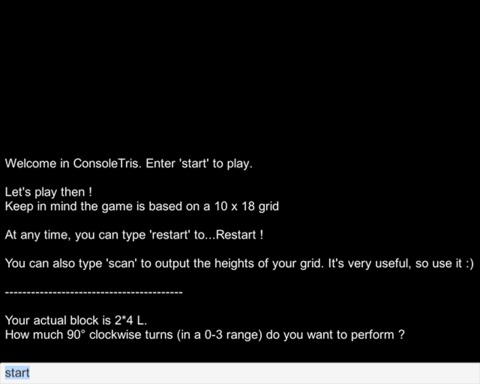 Welcome in ConsoleTris. Enter 'start' to play.
Let's play then !
Keep in mind the game is based on a 10 x 18 grid
At any time, you can type 'restart' to...Restart !
You can also type 'scan' to output the heights of your grid. It's very useful, so use it :)
-----------------------------------------
Your actual block is 2*4 L.
How much 90° clockwise turns (in a 0-3 range) do you want to perform ?
start